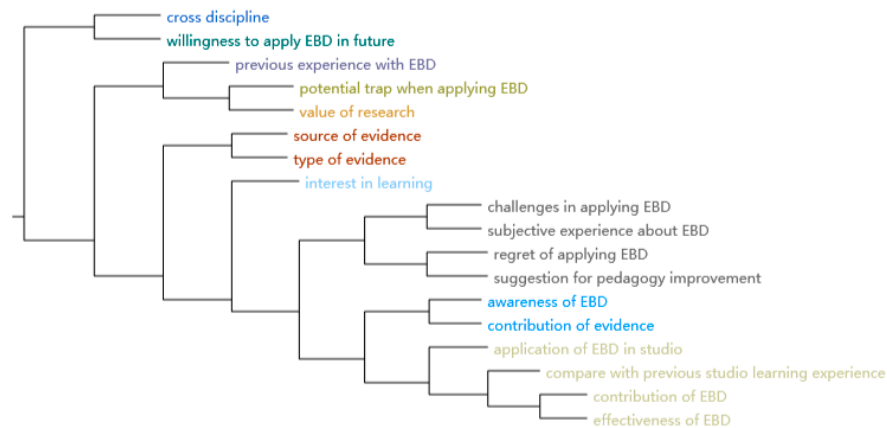 cross discipline
willingness to apply EBD in future
previous experience with EBD
potential trap when applying EBD
value of research
source of evidence
type of evidence
interest in learning
challenges in applying EBD
subjective experience about EBD
regret of applying EBD
suggestion for pedagogy improvement
awareness of EBD
contribution of evidence
application of EBD in studio
compare with previous studio learning experience
contribution of EBD
effectiveness of EBD